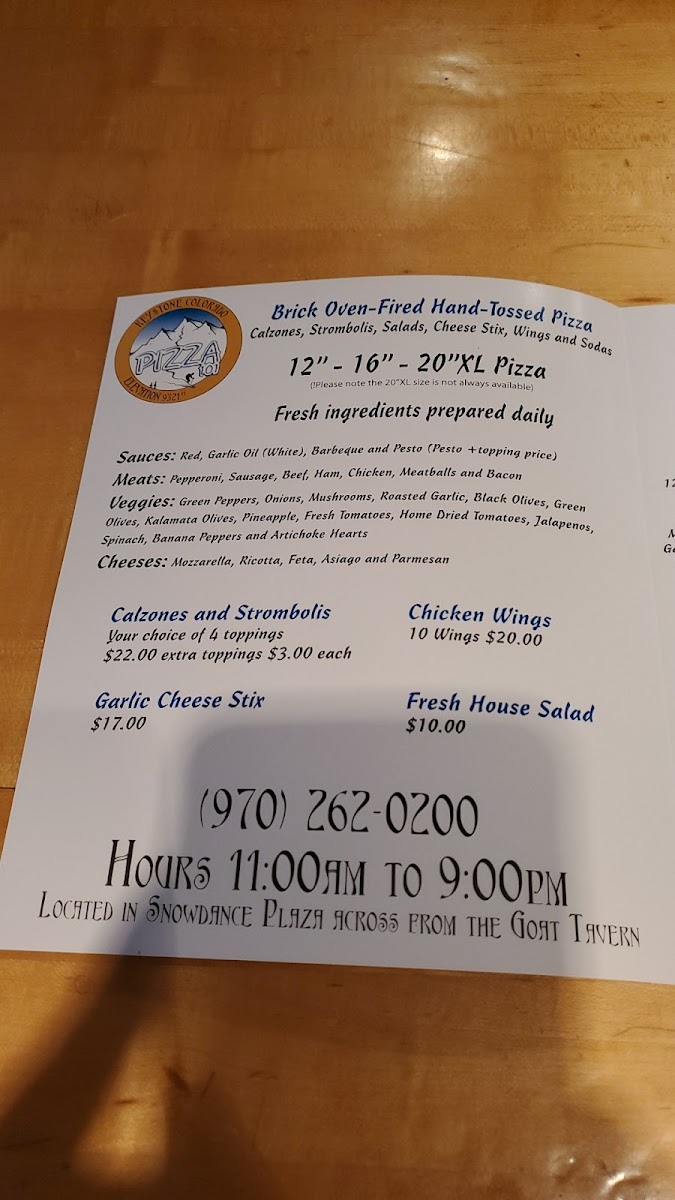 KEYSTONE COLORADO
PIZZA 101
ELEVATION 9321"
Brick Oven-Fired Hand-Tossed Pizza
Calzones, Strombolis, Salads, Cheese Stix, Wings and Sodas
12" - 16" - 20"XL Pizza
(!Please note the 20"XL size is not always available)
Fresh ingredients prepared daily
Sauces: Red, Garlic Oil (White), Barbeque and Pesto (Pesto +topping price)
Meats: Pepperoni, Sausage, Beef, Ham, Chicken, Meatballs and Bacon
Veggies: Green Peppers, Onions, Mushrooms, Roasted Garlic, Black Olives, Green
Olives, Kalamata Olives, Pineapple, Fresh Tomatoes, Home Dried Tomatoes, Jalapenos,
Spinach, Banana Peppers and Artichoke Hearts
Cheeses: Mozzarella, Ricotta, Feta, Asiago and Parmesan
Calzones and Strombolis
Your choice of 4 toppings
$22.00 extra toppings $3.00 each
Chicken Wings
10 Wings $20.00
Garlic Cheese Stix
$17.00
Fresh House Salad
$10.00
(970) 262-0200
Hours 11:00am to 9:00pm
Located in Snowdance Plaza across from the Goat Tavern